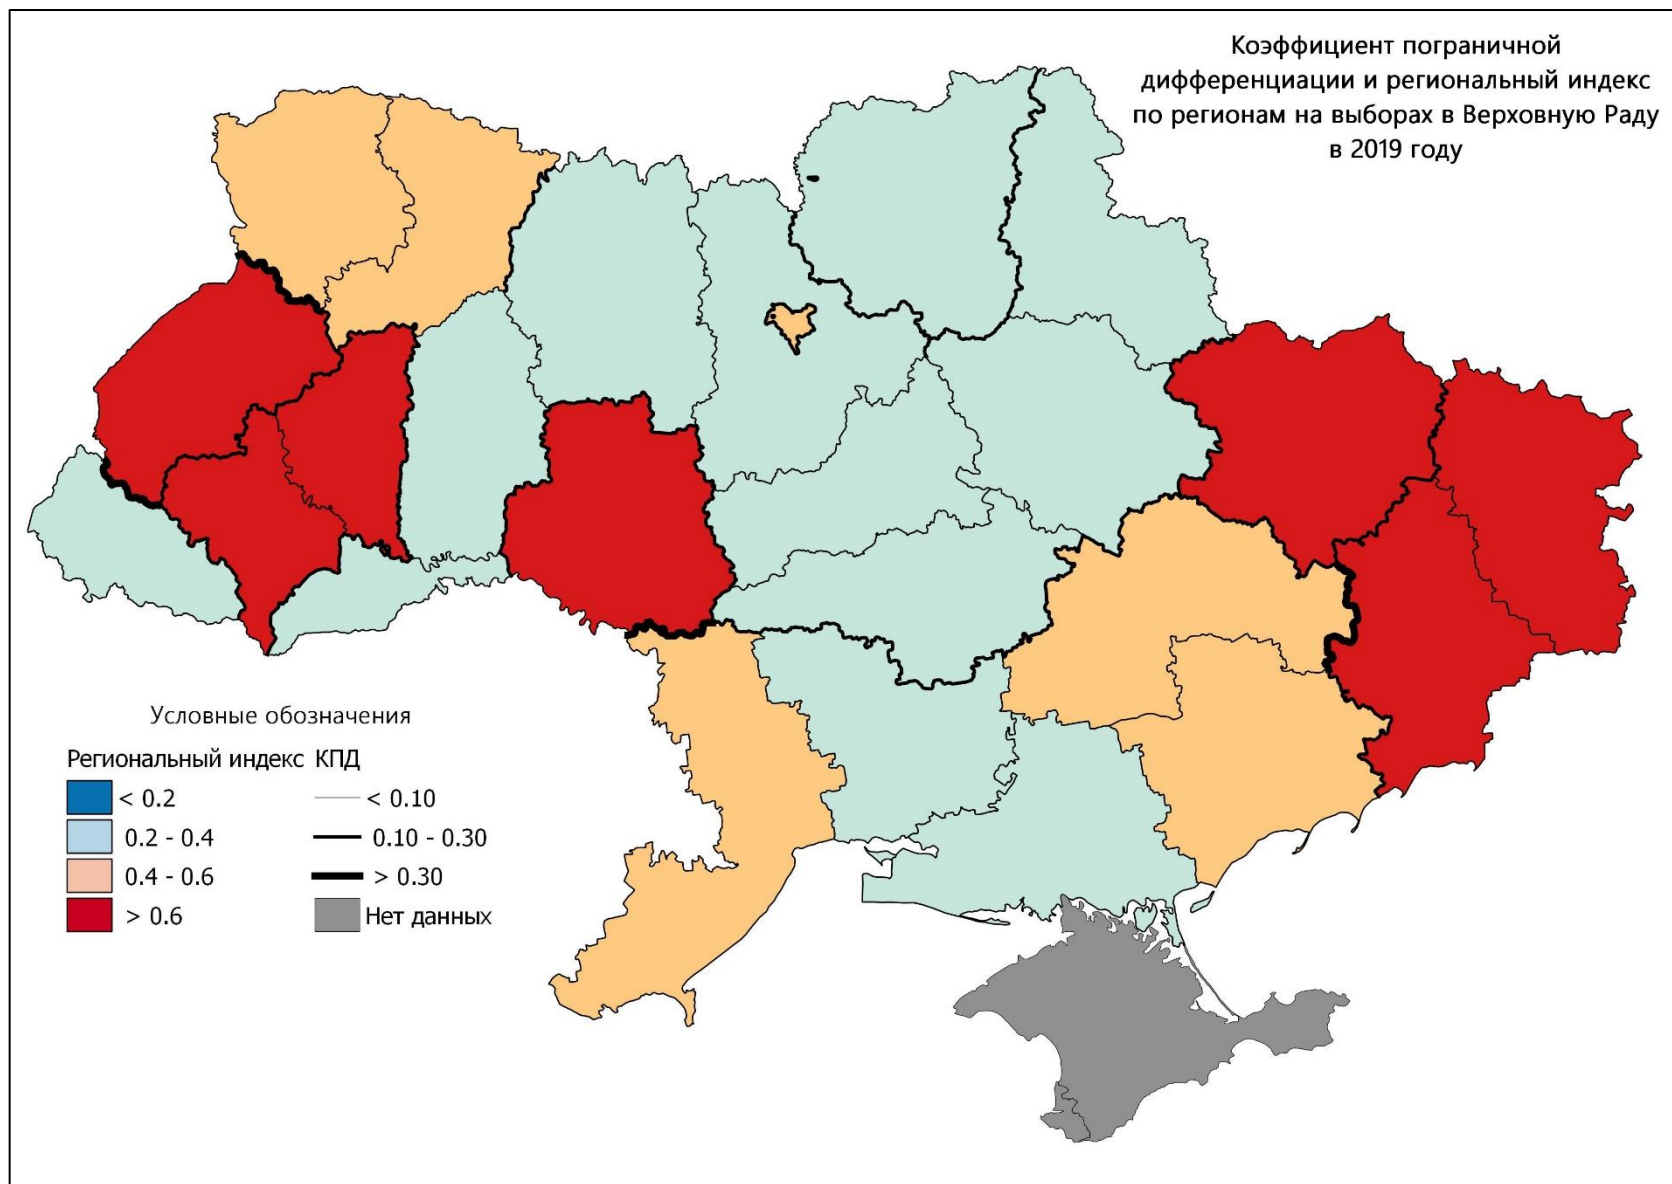 Коэффициент пограничной
дифференциации и региональный индекс
по регионам на выборах в Верховную Раду
в 2019 году
Условные обозначения
Региональный индекс КПД
< 0.2 < 0.10
0.2 - 0.4 0.10 - 0.30
0.4 - 0.6 > 0.30
> 0.6 Нет данных